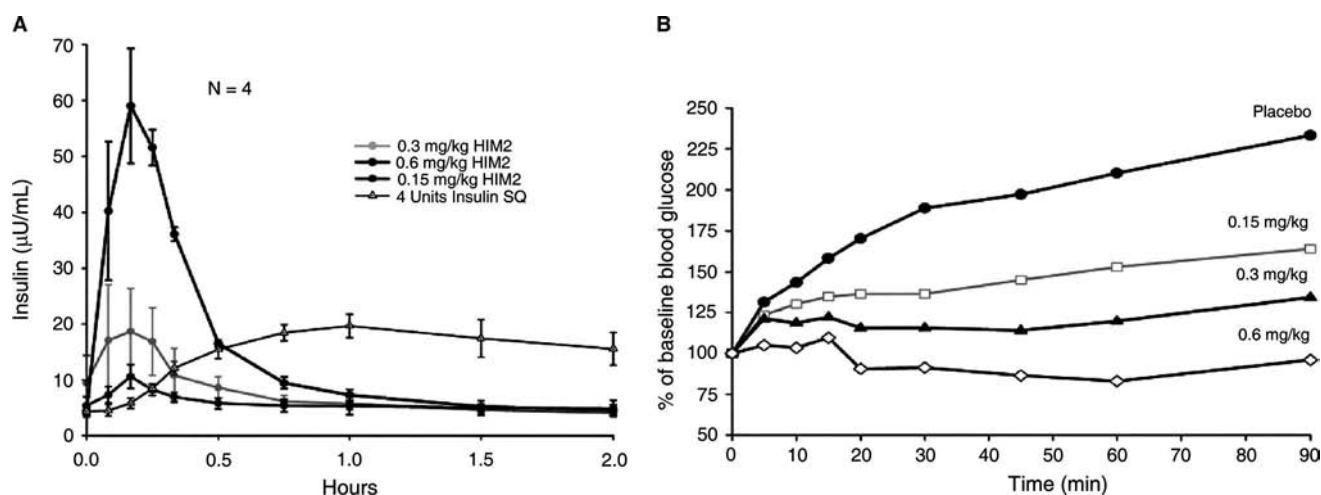 A
70
60
50
40
30
20
10
0
Insulin (µU/mL)
N = 4
0.3 mg/kg HIM2
0.6 mg/kg HIM2
0.15 mg/kg HIM2
4 Units Insulin SQ
0.0 0.5 1.0 1.5 2.0
Hours
B
250
225
200
175
150
125
100
75
50
% of baseline blood glucose
Placebo
0.15 mg/kg
0.3 mg/kg
0.6 mg/kg
0 10 20 30 40 50 60 70 80 90
Time (min)